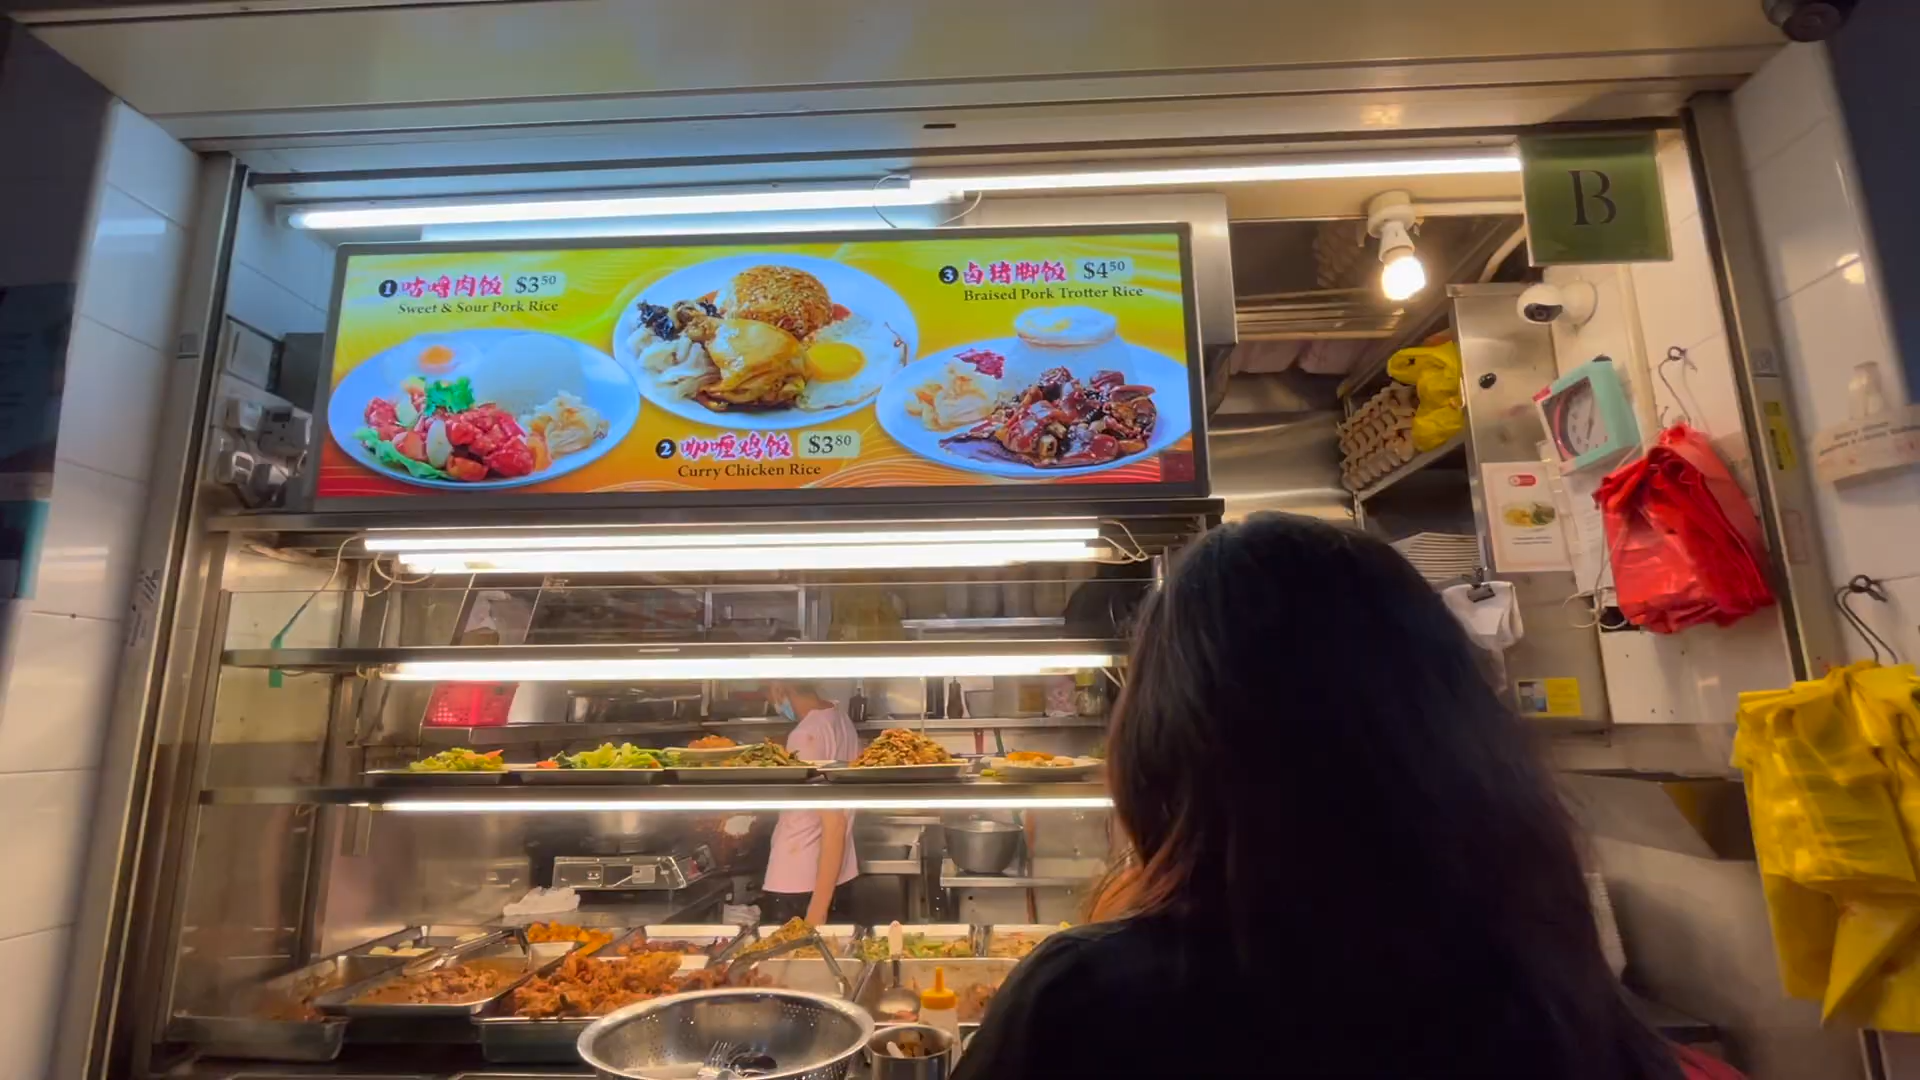 1 咕噜肉饭 $3.50
Sweet & Sour Pork Rice
2 咖喱鸡饭 $3.80
Curry Chicken Rice
3 卤猪脚饭 $4.50
Braised Pork Trotter Rice
B